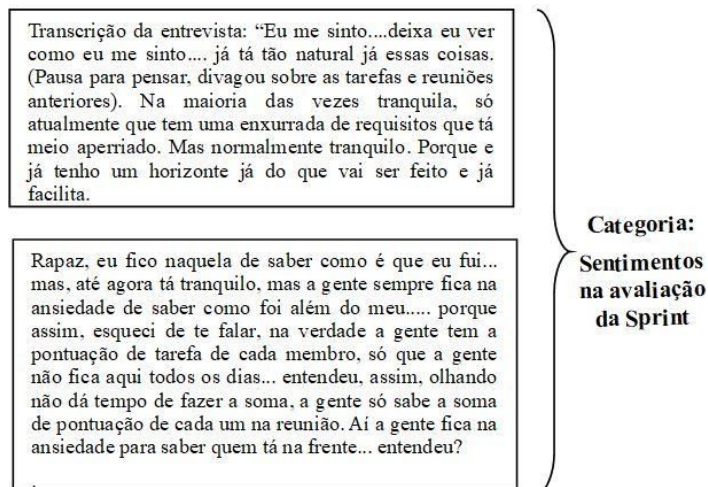 Transcrição da entrevista: “Eu me sinto....deixa eu ver
como eu me sinto.... já tá tão natural já essas coisas.
(Pausa para pensar, divagou sobre as tarefas e reuniões
anteriores). Na maioria das vezes tranquila, só
atualmente que tem uma enxurrada de requisitos que tá
meio aperriado. Mas normalmente tranquilo. Porque e
já tenho um horizonte já do que vai ser feito e já
facilita.
Rapaz, eu fico naquela de saber como é que eu fui...
mas, até agora tá tranquilo, mas a gente sempre fica na
ansiedade de saber como foi além do meu..... porque
assim, esqueci de te falar, na verdade a gente tem a
pontuação de tarefa de cada membro, só que a gente
não fica aqui todos os dias... entendeu, assim, olhando
não dá tempo de fazer a soma, a gente só sabe a soma
de pontuação de cada um na reunião. Aí a gente fica na
ansiedade para saber quem tá na frente... entendeu?
Categoria:
Sentimentos
na avaliação
da Sprint